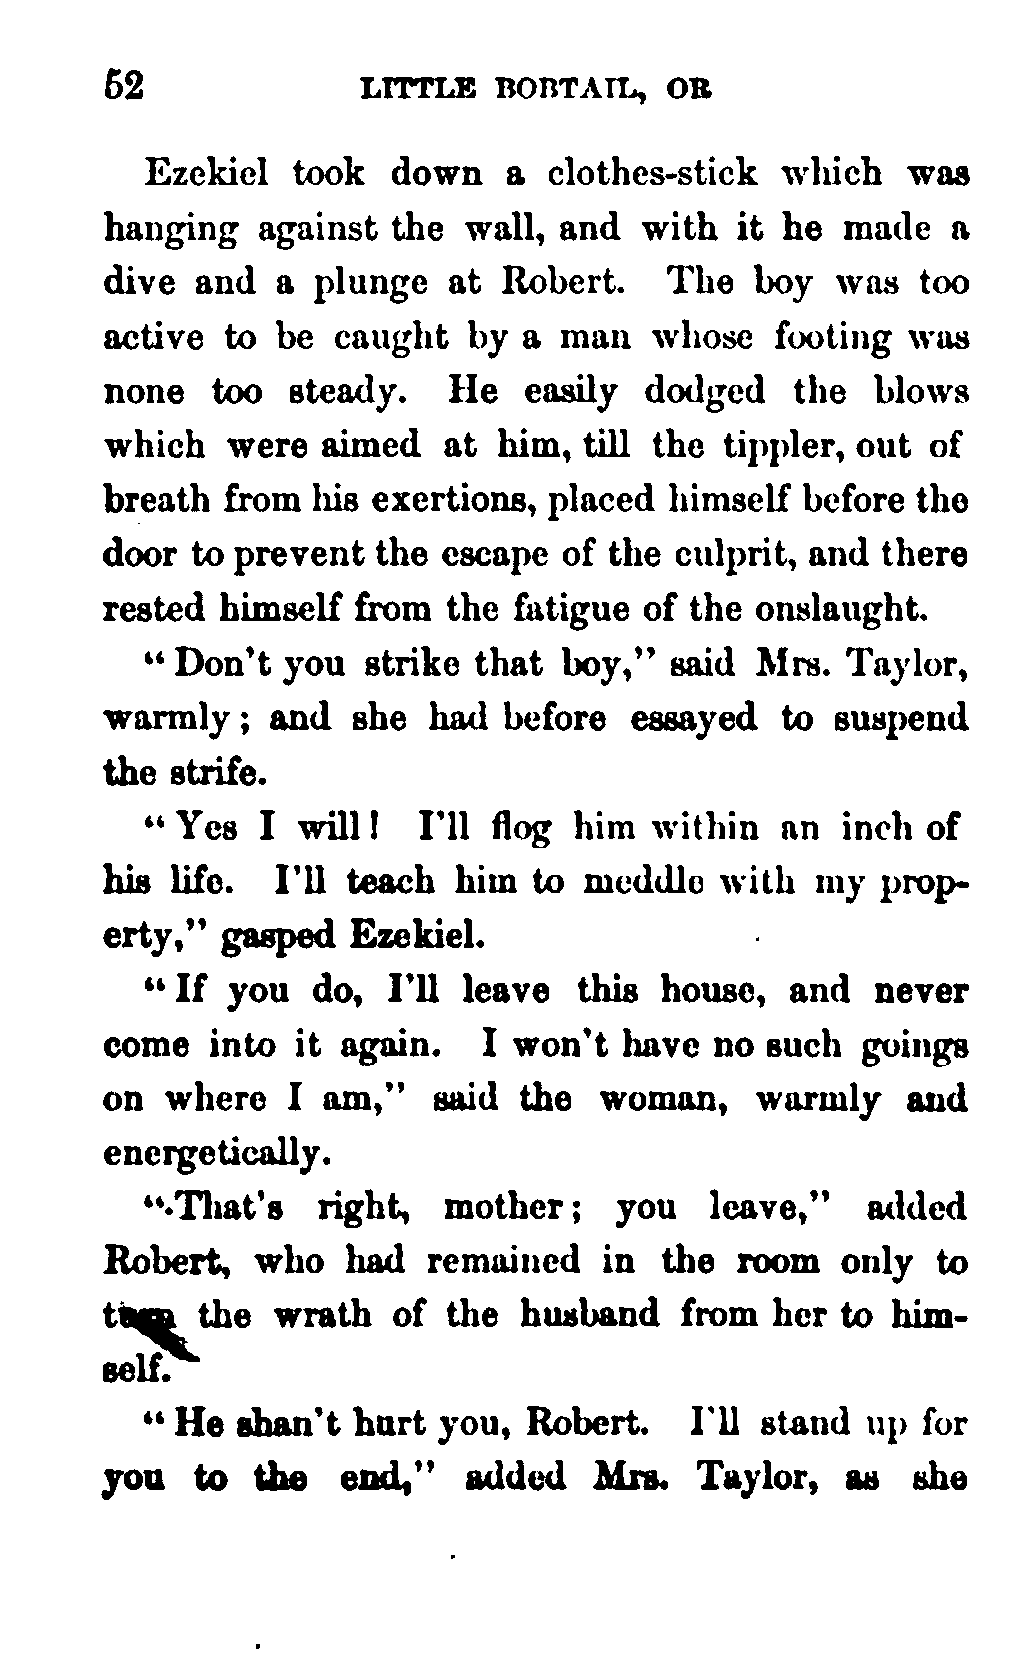 52 LITTLE BOBTAIL, OR
Ezekiel took down a clothes-stick which was
hanging against the wall, and with it he made a
dive and a plunge at Robert. The boy was too
active to be caught by a man whose footing was
none too steady. He easily dodged the blows
which were aimed at him, till the tippler, out of
breath from his exertions, placed himself before the
door to prevent the escape of the culprit, and there
rested himself from the fatigue of the onslaught.
"Don't you strike that boy," said Mrs. Taylor,
warmly; and she had before essayed to suspend
the strife.
"Yes I will! I'll flog him within an inch of
his life. I'll teach him to meddle with my prop-
erty," gasped Ezekiel.
"If you do, I'll leave this house, and never
come into it again. I won't have no such goings
on where I am," said the woman, warmly and
energetically.
"That's right, mother; you leave," added
Robert, who had remained in the room only to
turn the wrath of the husband from her to him-
self.
"He shan't hurt you, Robert. I'll stand up for
you to the end," added Mrs. Taylor, as she